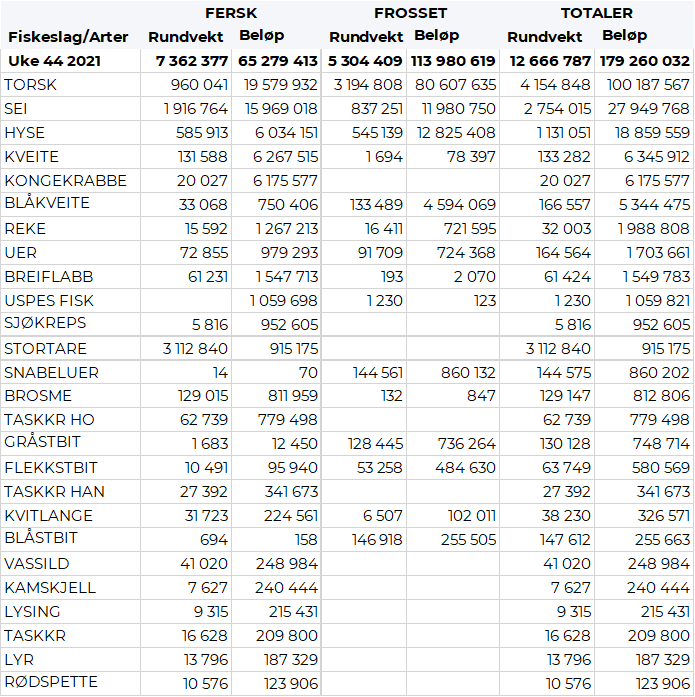 FERSK FROSSET TOTALER
Fiskeslag/Arter Rundvekt Beløp Rundvekt Beløp Rundvekt Beløp
Uke 44 2021 7 362 377 65 279 413 5 304 409 113 980 619 12 666 787 179 260 032
TORSK 960 041 19 579 932 3 194 808 80 607 635 4 154 848 100 187 567
SEI 1 916 764 15 969 018 837 251 11 980 750 2 754 015 27 949 768
HYSE 585 913 6 034 151 545 139 12 825 408 1 131 051 18 859 559
KVEITE 131 588 6 267 515 1 694 78 397 133 282 6 345 912
KONGEKRABBE 20 027 6 175 577 20 027 6 175 577
BLÅKVEITE 33 068 750 406 133 489 4 594 069 166 557 5 344 475
REKE 15 592 1 267 213 16 411 721 595 32 003 1 988 808
UER 72 855 979 293 91 709 724 368 164 564 1 703 661
BREIFLABB 61 231 1 547 713 193 2 070 61 424 1 549 783
USPES FISK 1 059 698 1 230 123 1 230 1 059 821
SJØKREPS 5 816 952 605 5 816 952 605
STORTARE 3 112 840 915 175 3 112 840 915 175
SNABELUER 14 70 144 561 860 132 144 575 860 202
BROSME 129 015 811 959 132 847 129 147 812 806
TASKKR HO 62 739 779 498 62 739 779 498
GRÅSTBIT 1 683 12 450 128 445 736 264 130 128 748 714
FLEKKSTBIT 10 491 95 940 53 258 484 630 63 749 580 569
TASKKR HAN 27 392 341 673 27 392 341 673
KVITLANGE 31 723 224 561 6 507 102 011 38 230 326 571
BLÅSTBIT 694 158 146 918 255 505 147 612 255 663
VASSILD 41 020 248 984 41 020 248 984
KAMSKJELL 7 627 240 444 7 627 240 444
LYSING 9 315 215 431 9 315 215 431
TASKKR 16 628 209 800 16 628 209 800
LYR 13 796 187 329 13 796 187 329
RØDSPETTE 10 576 123 906 10 576 123 906